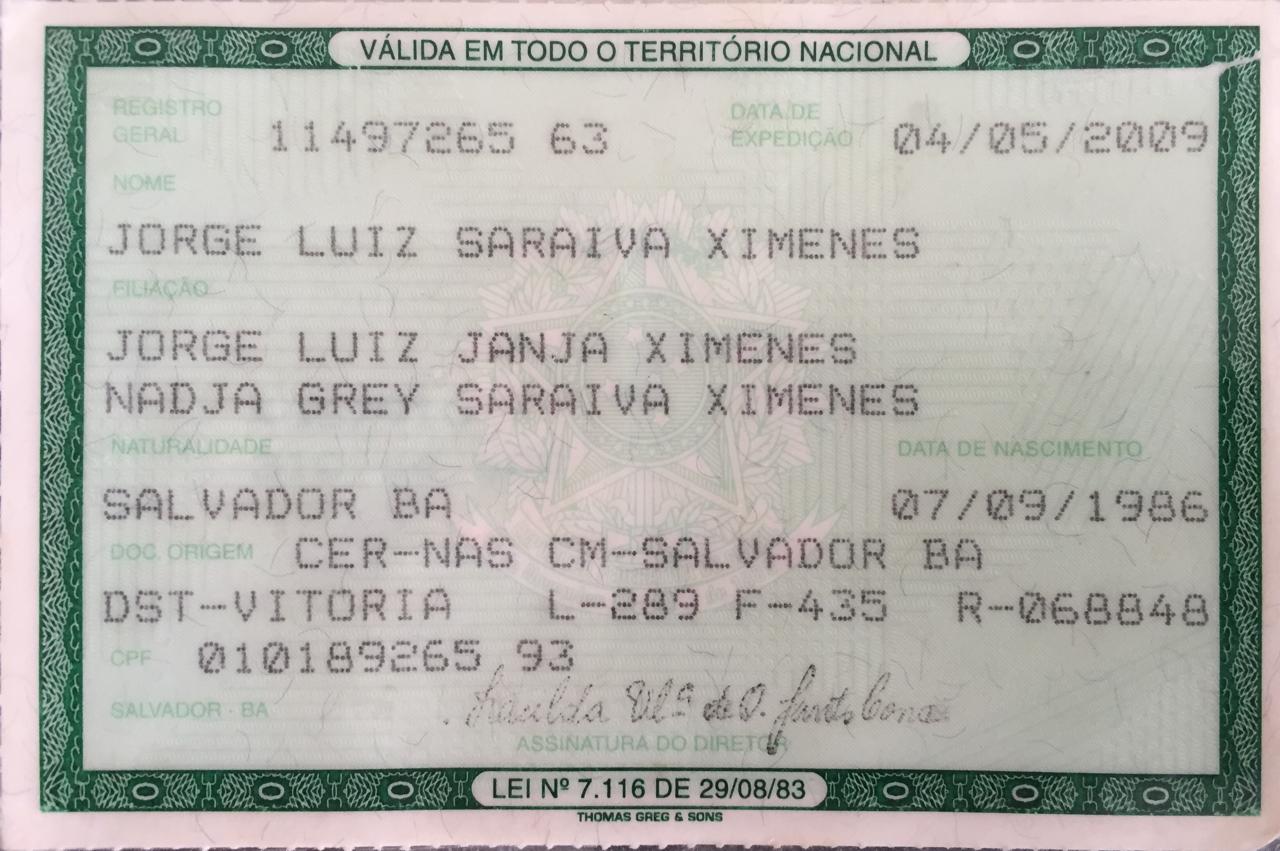 VÁLIDA EM TODO O TERRITÓRIO NACIONAL
REGISTRO GERAL 11497265 63 DATA DE EXPEDIÇÃO 04/05/2009
NOME
JORGE LUIZ SARAIVA XIMENES
FILIAÇÃO
JORGE LUIZ JANJA XIMENES
NADJA GREY SARAIVA XIMENES
NATURALIDADE DATA DE NASCIMENTO
SALVADOR BA 07/09/1986
DOC. ORIGEM CER-NAS CM-SALVADOR BA
DST-VITORIA L-289 F-435 R-068848
CPF 010189265 93
SALVADOR - BA
ASSINATURA DO DIRETOR
LEI Nº 7.116 DE 29/08/83
THOMAS GREG & SONS